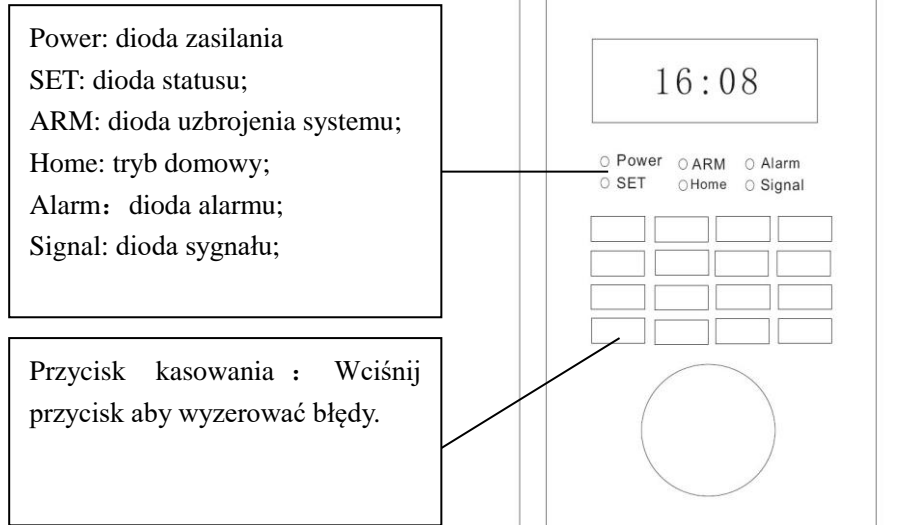 Power: dioda zasilania
SET: dioda statusu;
ARM: dioda uzbrojenia systemu;
Home: tryb domowy;
Alarm：dioda alarmu;
Signal: dioda sygnału;
Przycisk kasowania：Wciśnij
przycisk aby wyzerować błędy.
16:08
Power ARM Alarm
SET Home Signal